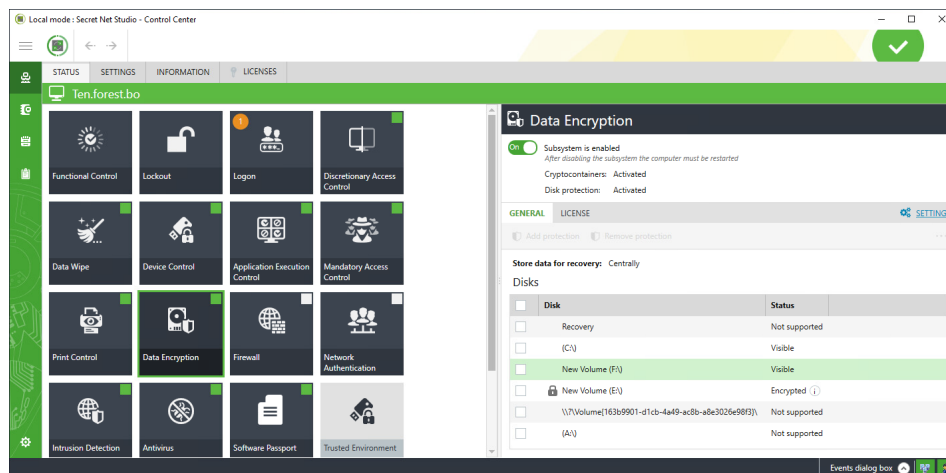 Local mode : Secret Net Studio - Control Center
STATUS SETTINGS INFORMATION LICENSES
Ten.forest.bo
Functional Control
Lockout
1
Logon
Discretionary Access
Control
Data Wipe
Device Control
Application Execution
Control
Mandatory Access
Control
Print Control
Data Encryption
Firewall
Network
Authentication
Intrusion Detection
Antivirus
Software Passport
Trusted Environment
Data Encryption
On Subsystem is enabled
After disabling the subsystem the computer must be restarted
Cryptocontainers: Activated
Disk protection: Activated
GENERAL LICENSE SETTING
Add protection Remove protection
Store data for recovery: Centrally
Disks
Disk Status
Recovery Not supported
(C:\) Visible
New Volume (F:\) Visible
New Volume (E:\) Encrypted
\\?\Volume{163b9901-d1cb-4a49-ac8b-a8e3026e98f3}\ Not supported
(A:\) Not supported
Events dialog box